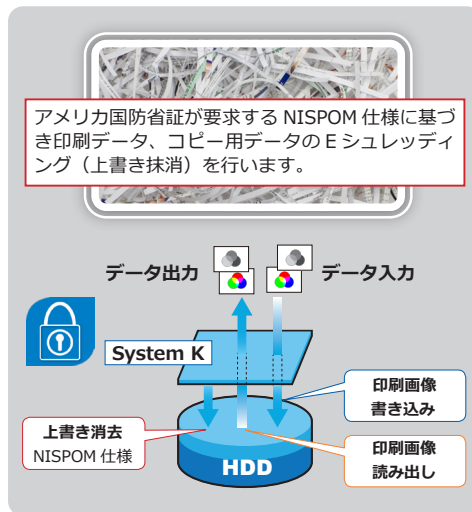 アメリカ国防省証が要求する NISPOM 仕様に基づ
き印刷データ、コピー用データの E シュレッディ
ング（上書き抹消）を行います。
データ出力
データ入力
System K
印刷画像
書き込み
上書き消去
NISPOM 仕様
HDD
印刷画像
読み出し